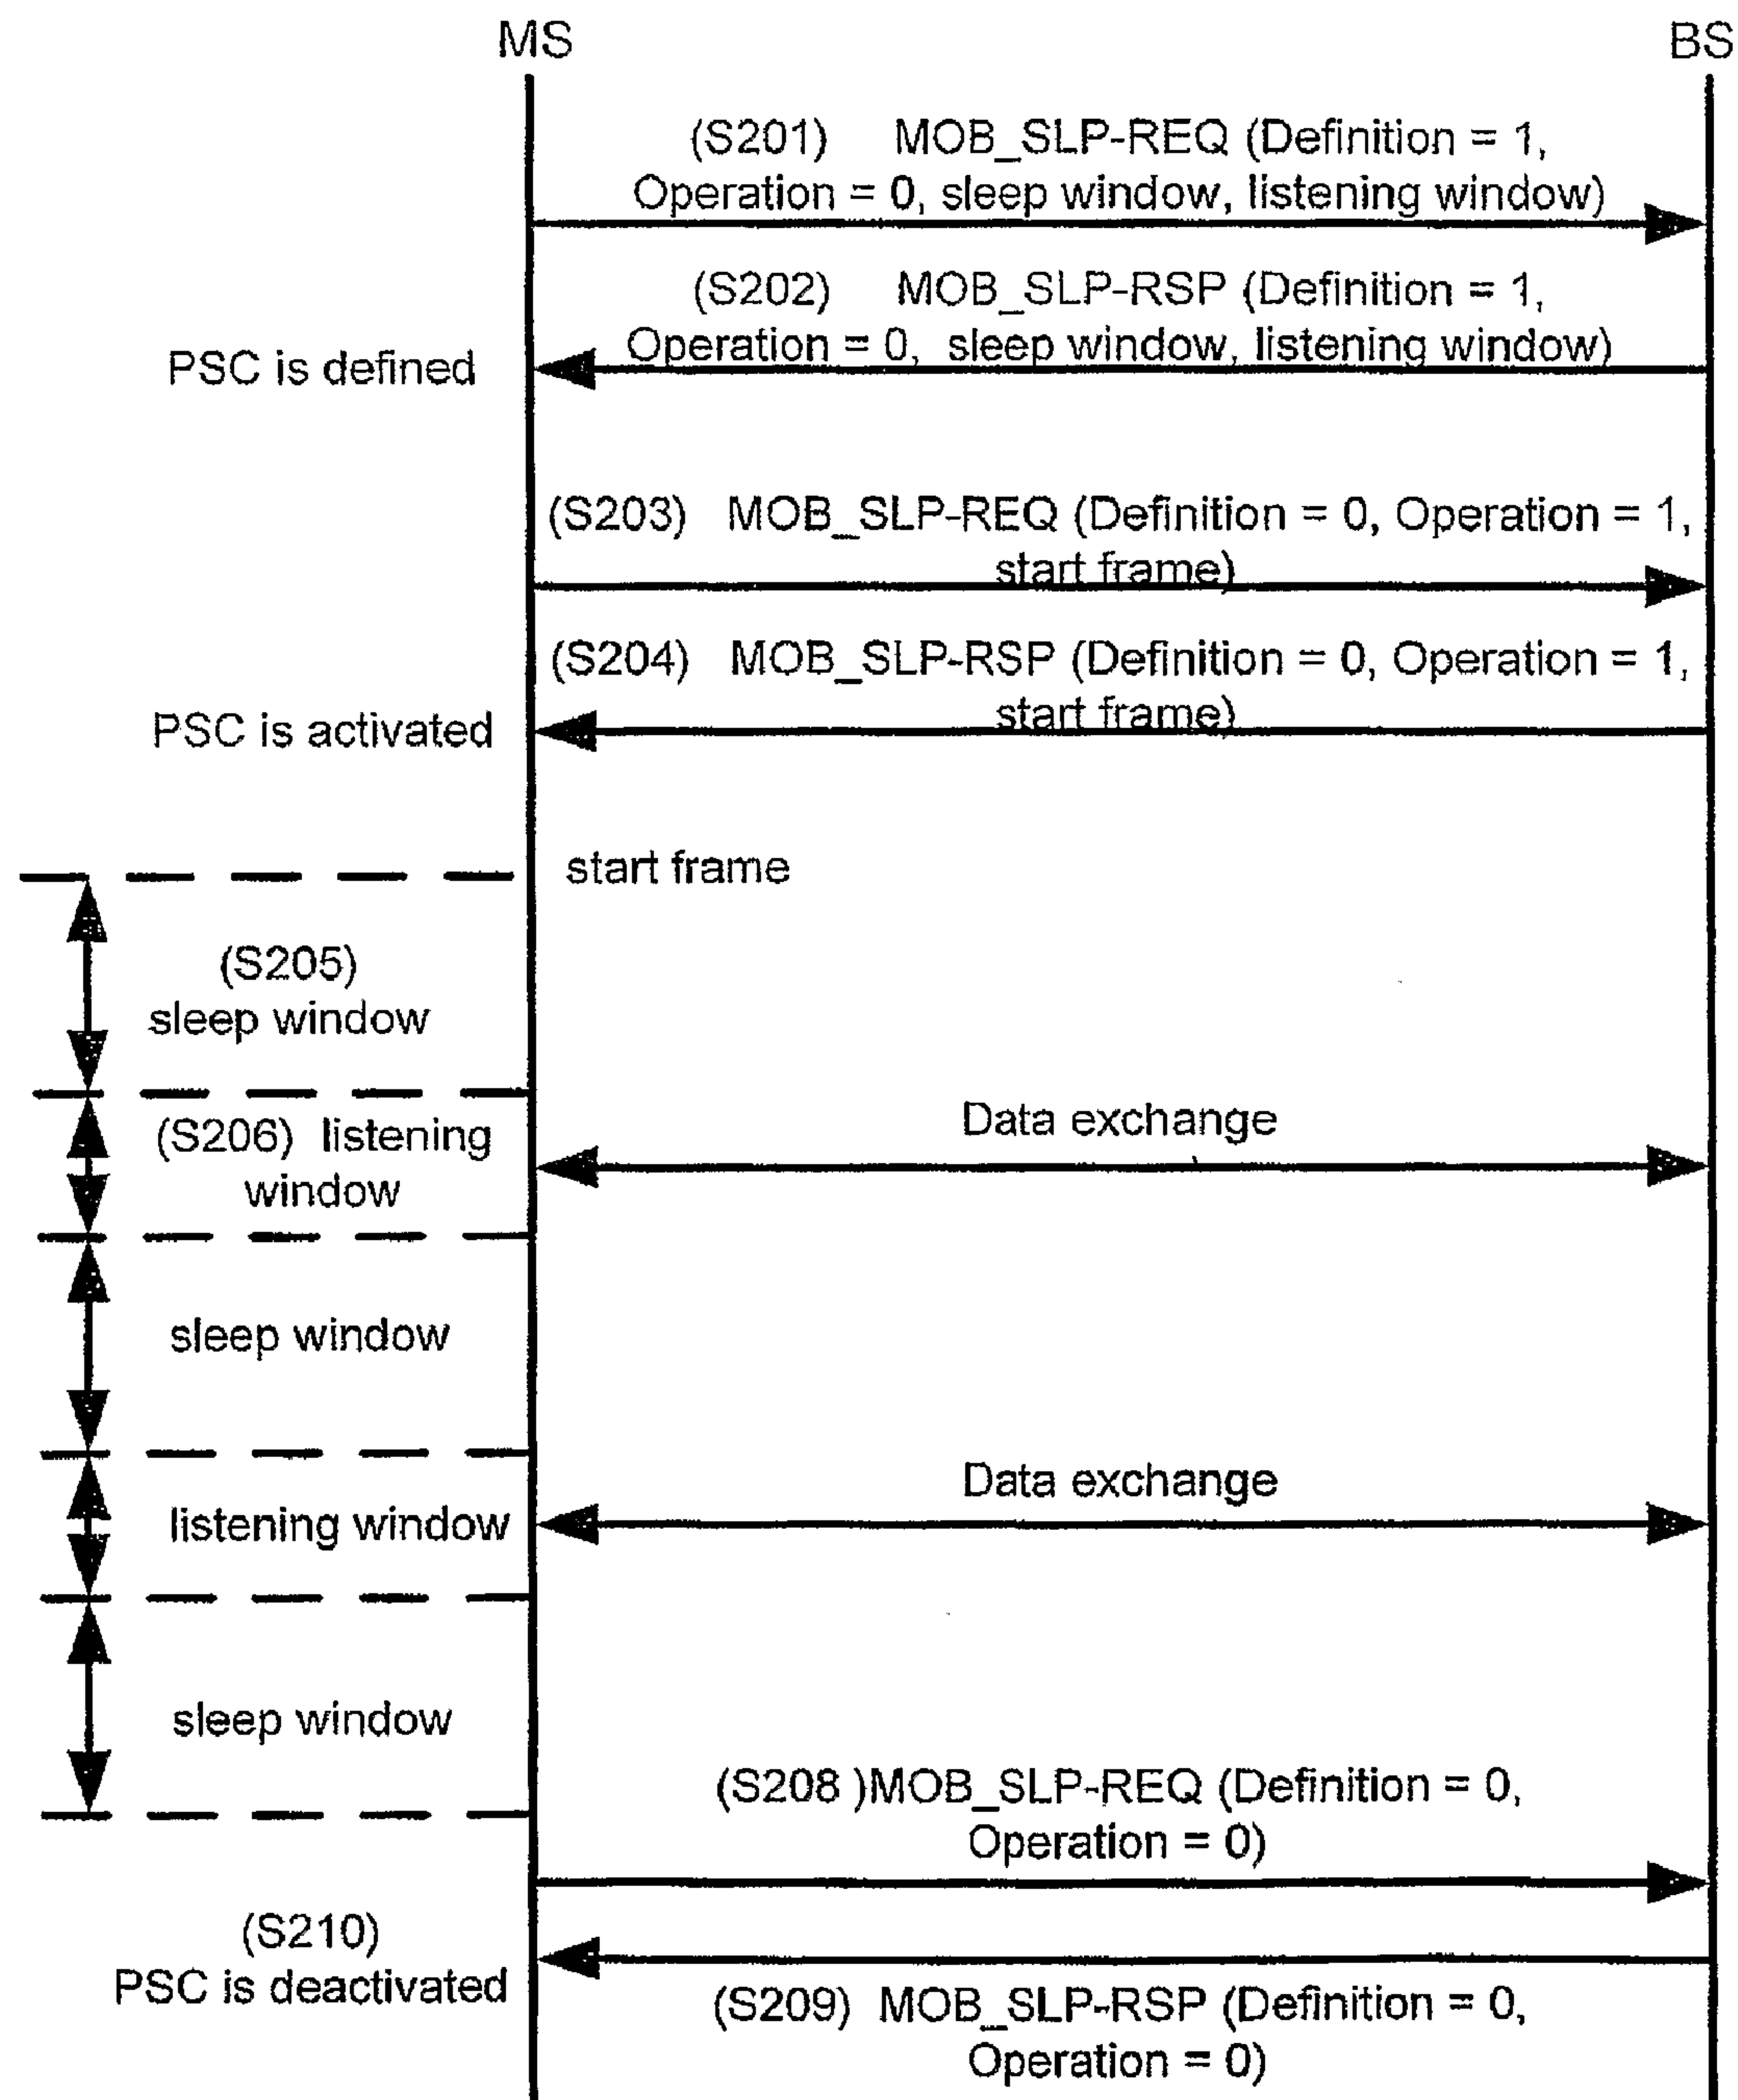 MS
BS
(S201) MOB_SLP-REQ (Definition = 1,
Operation = 0, sleep window, listening window)
(S202) MOB_SLP-RSP (Definition = 1,
Operation = 0, sleep window, listening window)
PSC is defined
(S203) MOB_SLP-REQ (Definition = 0, Operation = 1,
start frame)
(S204) MOB_SLP-RSP (Definition = 0, Operation = 1,
start frame)
PSC is activated
start frame
(S205)
sleep window
(S206) listening
window
Data exchange
sleep window
Data exchange
listening window
sleep window
(S208 )MOB_SLP-REQ (Definition = 0,
Operation = 0)
(S210)
PSC is deactivated
(S209) MOB_SLP-RSP (Definition = 0,
Operation = 0)